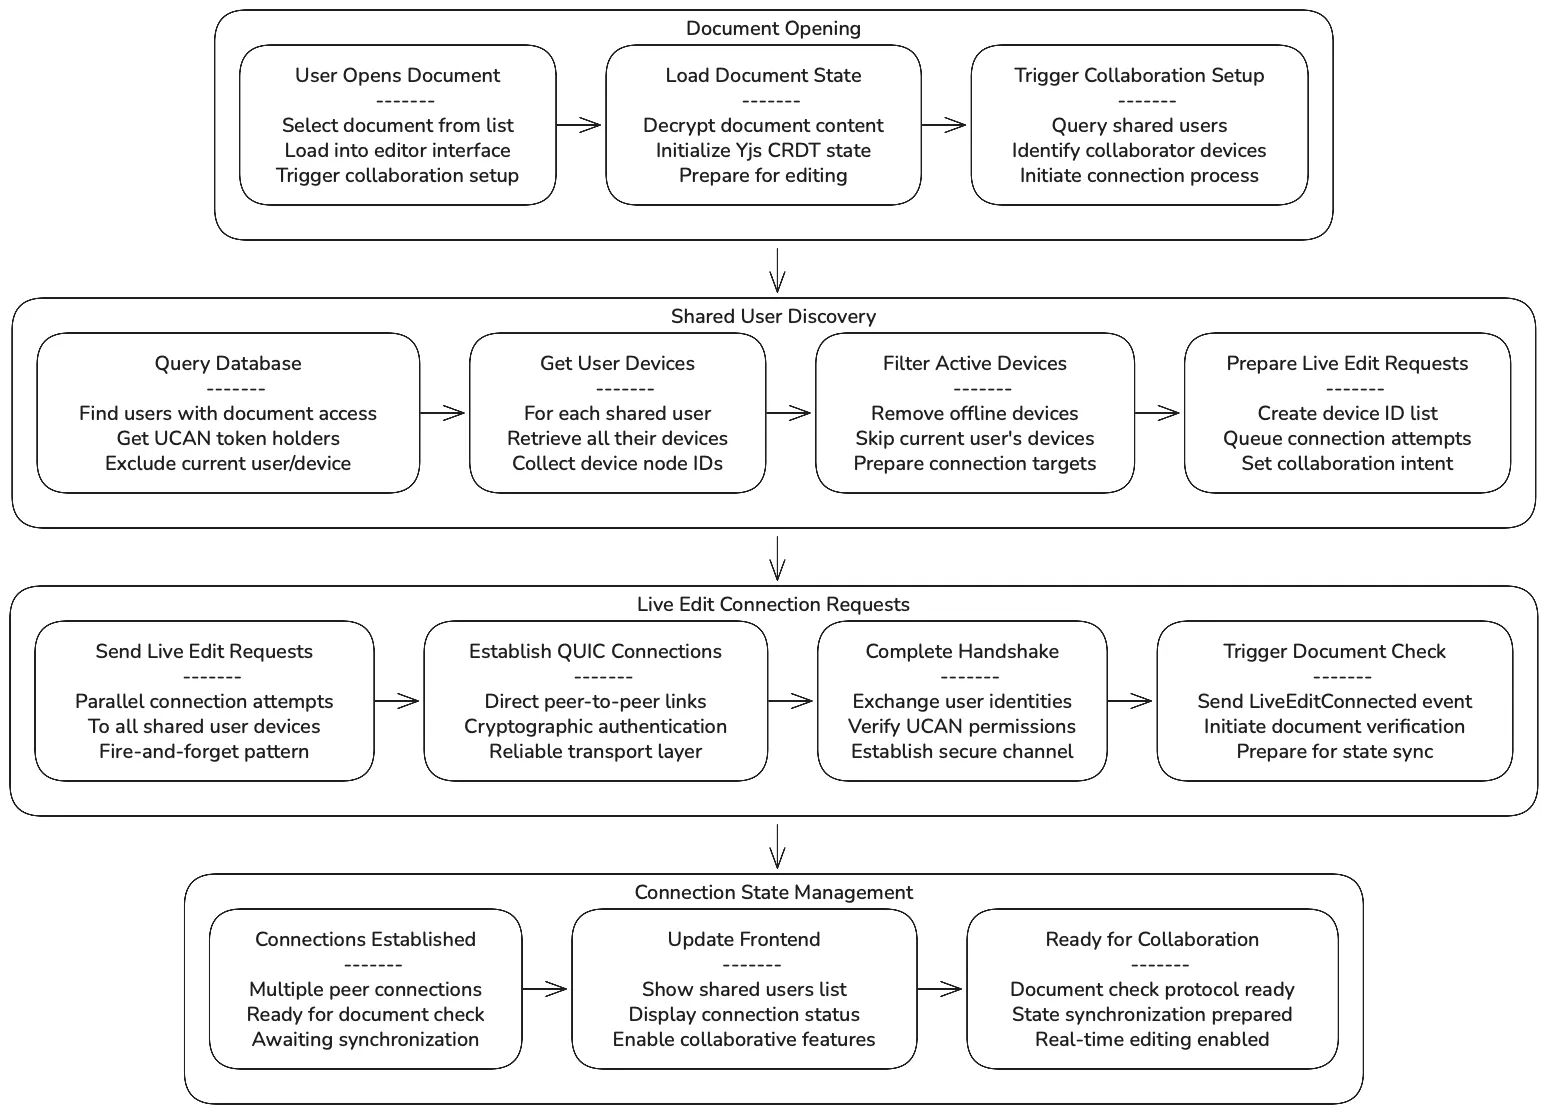 Document Opening
User Opens Document
-------
Select document from list
Load into editor interface
Trigger collaboration setup
Load Document State
-------
Decrypt document content
Initialize Yjs CRDT state
Prepare for editing
Trigger Collaboration Setup
-------
Query shared users
Identify collaborator devices
Initiate connection process
Shared User Discovery
Query Database
-------
Find users with document access
Get UCAN token holders
Exclude current user/device
Get User Devices
-------
For each shared user
Retrieve all their devices
Collect device node IDs
Filter Active Devices
-------
Remove offline devices
Skip current user's devices
Prepare connection targets
Prepare Live Edit Requests
-------
Create device ID list
Queue connection attempts
Set collaboration intent
Live Edit Connection Requests
Send Live Edit Requests
-------
Parallel connection attempts
To all shared user devices
Fire-and-forget pattern
Establish QUIC Connections
-------
Direct peer-to-peer links
Cryptographic authentication
Reliable transport layer
Complete Handshake
-------
Exchange user identities
Verify UCAN permissions
Establish secure channel
Trigger Document Check
-------
Send LiveEditConnected event
Initiate document verification
Prepare for state sync
Connection State Management
Connections Established
-------
Multiple peer connections
Ready for document check
Awaiting synchronization
Update Frontend
-------
Show shared users list
Display connection status
Enable collaborative features
Ready for Collaboration
-------
Document check protocol ready
State synchronization prepared
Real-time editing enabled